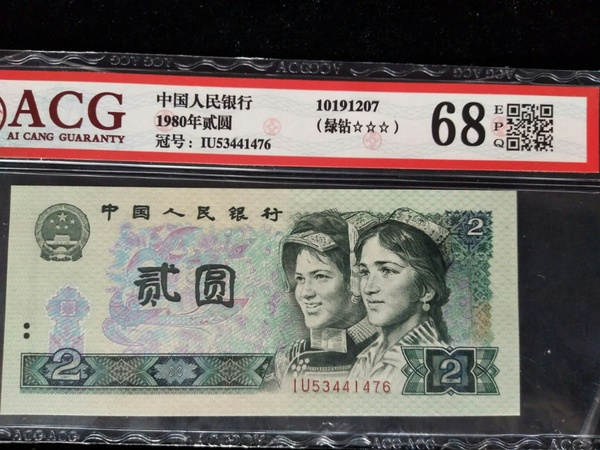 ACG
AI CANG GUARANTY
中国人民银行
1980年贰圆
冠号：IU53441476
10191207
（绿钻☆☆☆）
68
EPQ
中国人民银行
2
贰圆
2
IU53441476
2